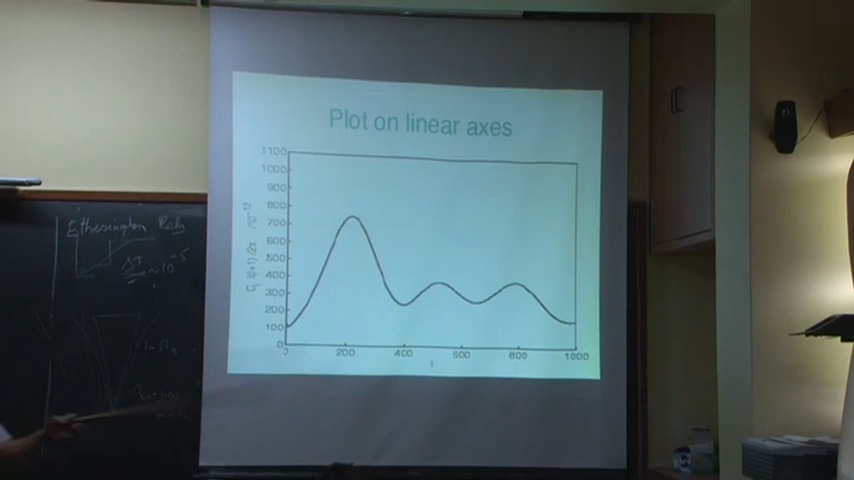 Plot on linear axes
1100
1000
900
800
700
600
500
400
300
200
100
0
0 200 400 600 800 1000
l
Etherington Reln
ΔT ~10⁻⁵